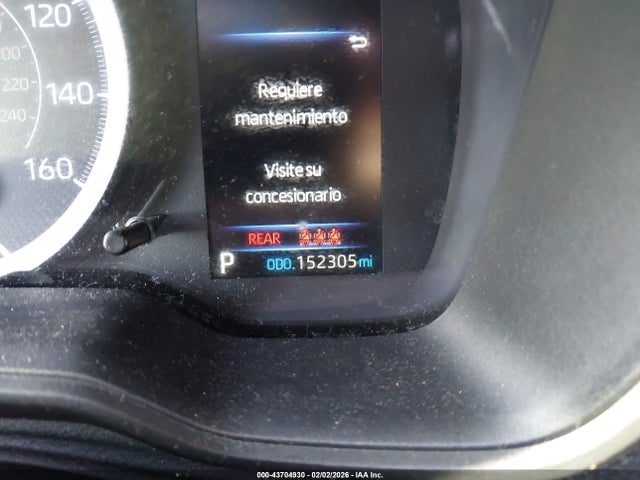 120
140
160
200
220
240
Requiere
mantenimiento
Visite su
concesionario
REAR
P ODO. 152305 mi
000-43704930 - 02/02/2026 - IAA Inc.